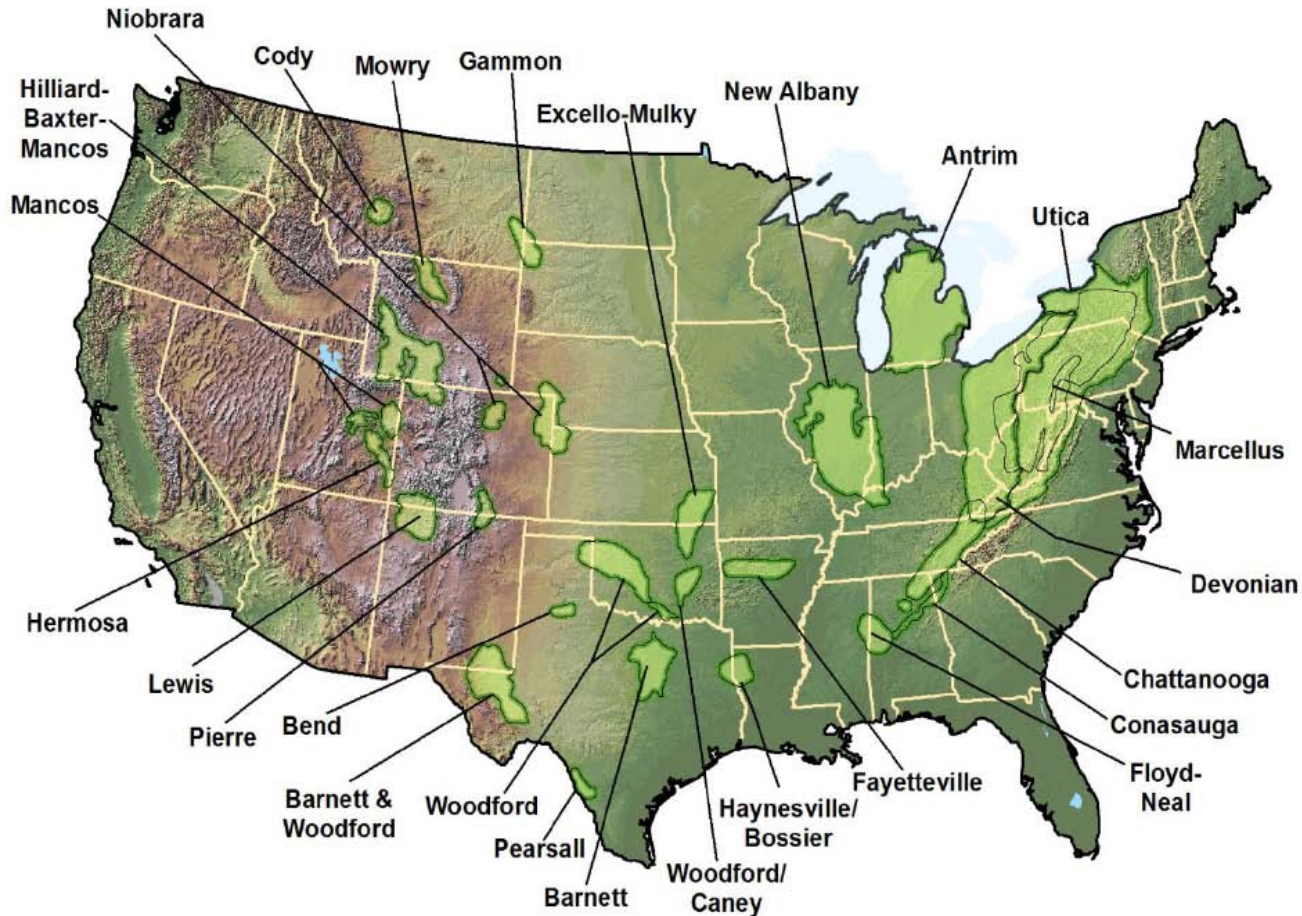 Niobrara
Cody
Mowry
Gammon
Hilliard-
Baxter-
Mancos
Excello-Mulky
New Albany
Antrim
Mancos
Utica
Marcellus
Devonian
Hermosa
Lewis
Pierre
Bend
Chattanooga
Conasauga
Floyd-
Neal
Barnett &
Woodford
Woodford
Pearsall
Barnett
Woodford/
Caney
Haynesville/
Bossier
Fayetteville